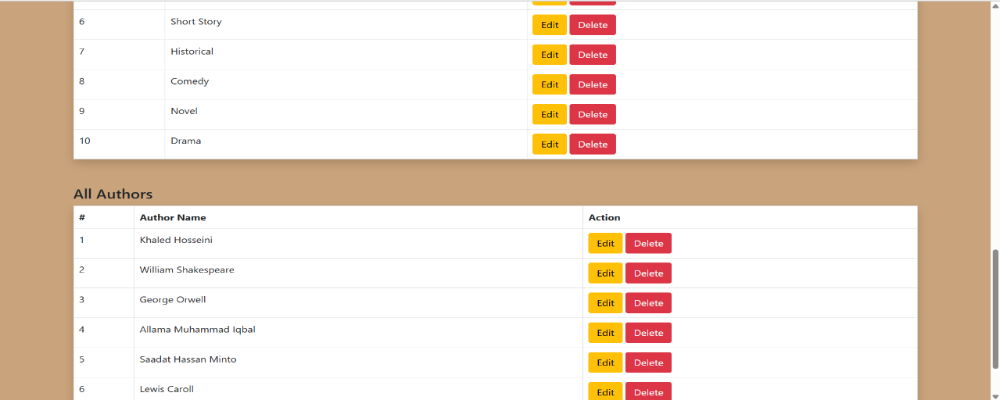 6 Short Story Edit Delete
7 Historical Edit Delete
8 Comedy Edit Delete
9 Novel Edit Delete
10 Drama Edit Delete
All Authors
# Author Name Action
1 Khaled Hosseini Edit Delete
2 William Shakespeare Edit Delete
3 George Orwell Edit Delete
4 Allama Muhammad Iqbal Edit Delete
5 Saadat Hassan Minto Edit Delete
6 Lewis Caroll Edit Delete